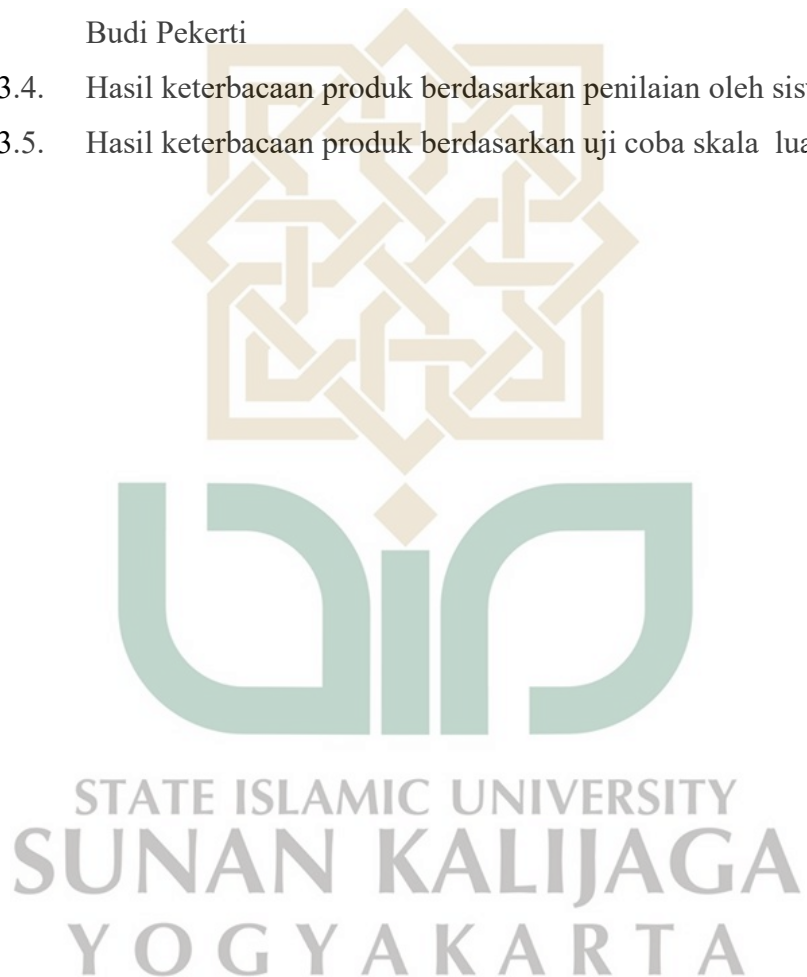 Budi Pekerti
3.4. Hasil keterbacaan produk berdasarkan penilaian oleh
3.5. Hasil keterbacaan produk berdasarkan uji coba skala
STATE ISLAMIC UNIVERSITY
SUNAN KALIJAGA
YOGYAKARTA